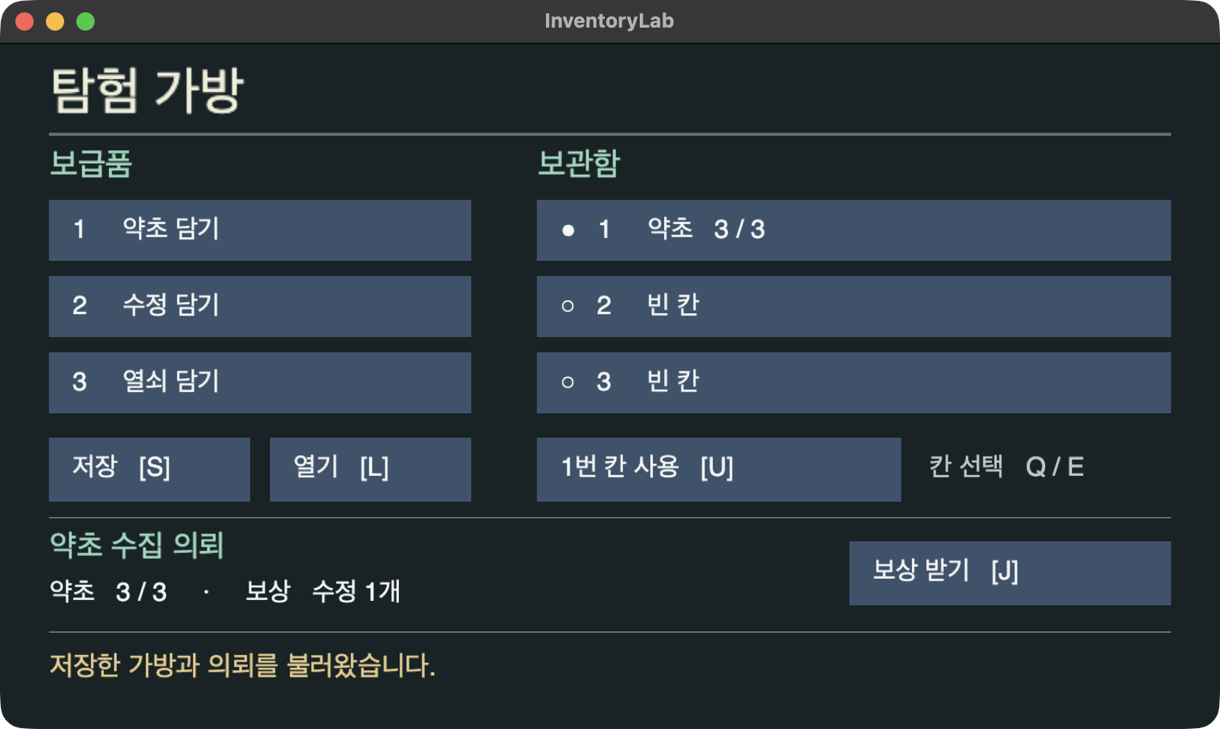 InventoryLab
탐험 가방
보급품
1 약초 담기
2 수정 담기
3 열쇠 담기
저장 [S]
열기 [L]
보관함
● 1 약초 3 / 3
○ 2 빈 칸
○ 3 빈 칸
1번 칸 사용 [U]
칸 선택 Q / E
약초 수집 의뢰
약초 3 / 3 · 보상 수정 1개
보상 받기 [J]
저장한 가방과 의뢰를 불러왔습니다.